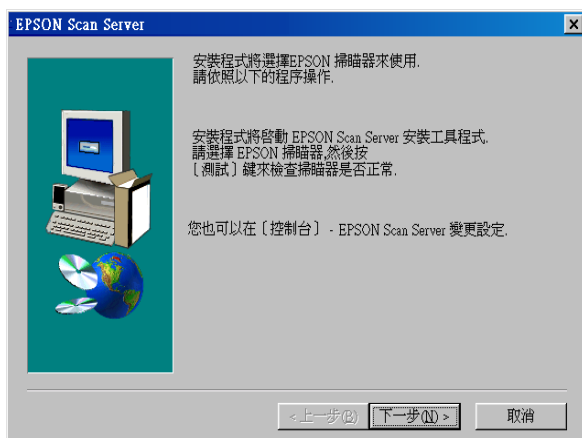 EPSON Scan Server
安裝程式將選擇EPSON 掃瞄器來使用.
請依照以下的程序操作.
安裝程式將啓動 EPSON Scan Server 安裝工具程式.
請選擇 EPSON 掃瞄器,然後按
〔測試〕鍵來檢查掃瞄器是否正常.
您也可以在〔控制台〕 - EPSON Scan Server 變更設定.
<上一步(B)
下一步(N) >
取消